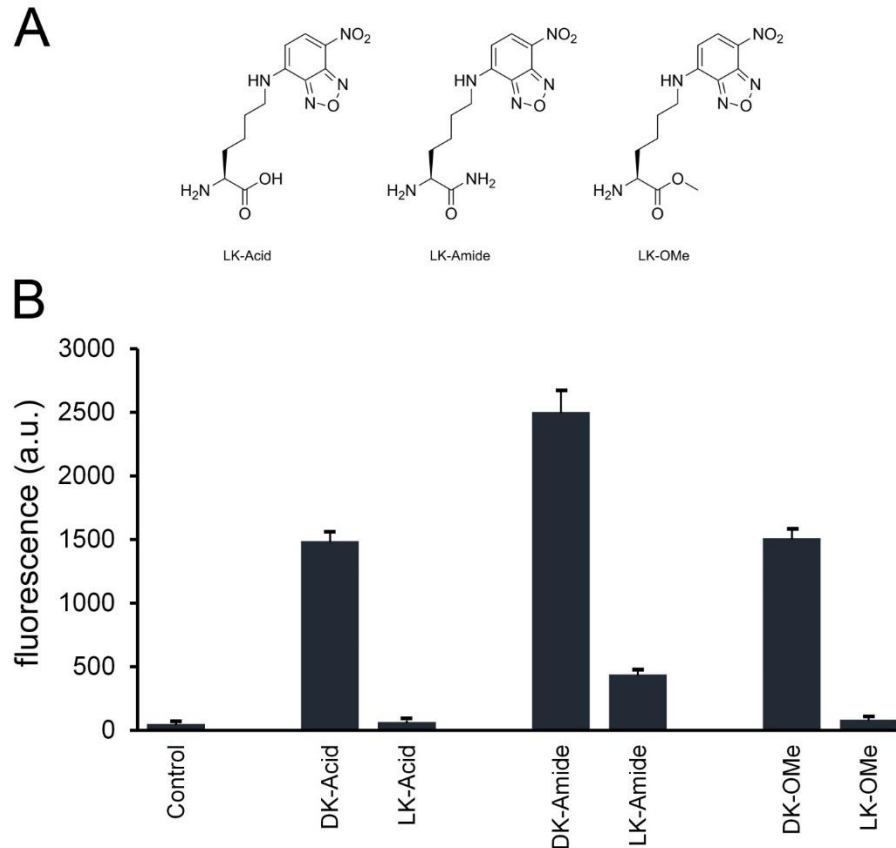 A
NO₂
NO₂
NO₂
HN
N
O
N
HN
N
O
N
HN
N
O
N
H₂N
OH
O
H₂N
NH₂
O
H₂N
O
O
LK-Acid
LK-Amide
LK-OMe
B
fluorescence (a.u.)
3000
2500
2000
1500
1000
500
0
Control
DK-Acid
LK-Acid
DK-Amide
LK-Amide
DK-OMe
LK-OMe